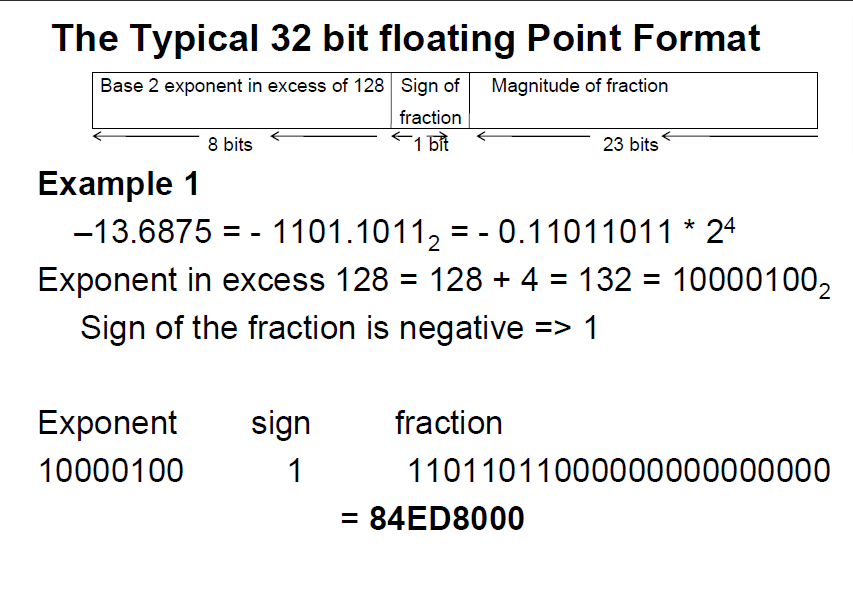 The Typical 32 bit floating Point Format
Base 2 exponent in excess of 128 Sign of Magnitude of fraction
fraction
8 bits 1 bit 23 bits
Example 1
–13.6875 = - 1101.1011₂ = - 0.11011011 * 2⁴
Exponent in excess 128 = 128 + 4 = 132 = 10000100₂
Sign of the fraction is negative => 1
Exponent sign fraction
10000100 1 11011011000000000000000
= 84ED8000